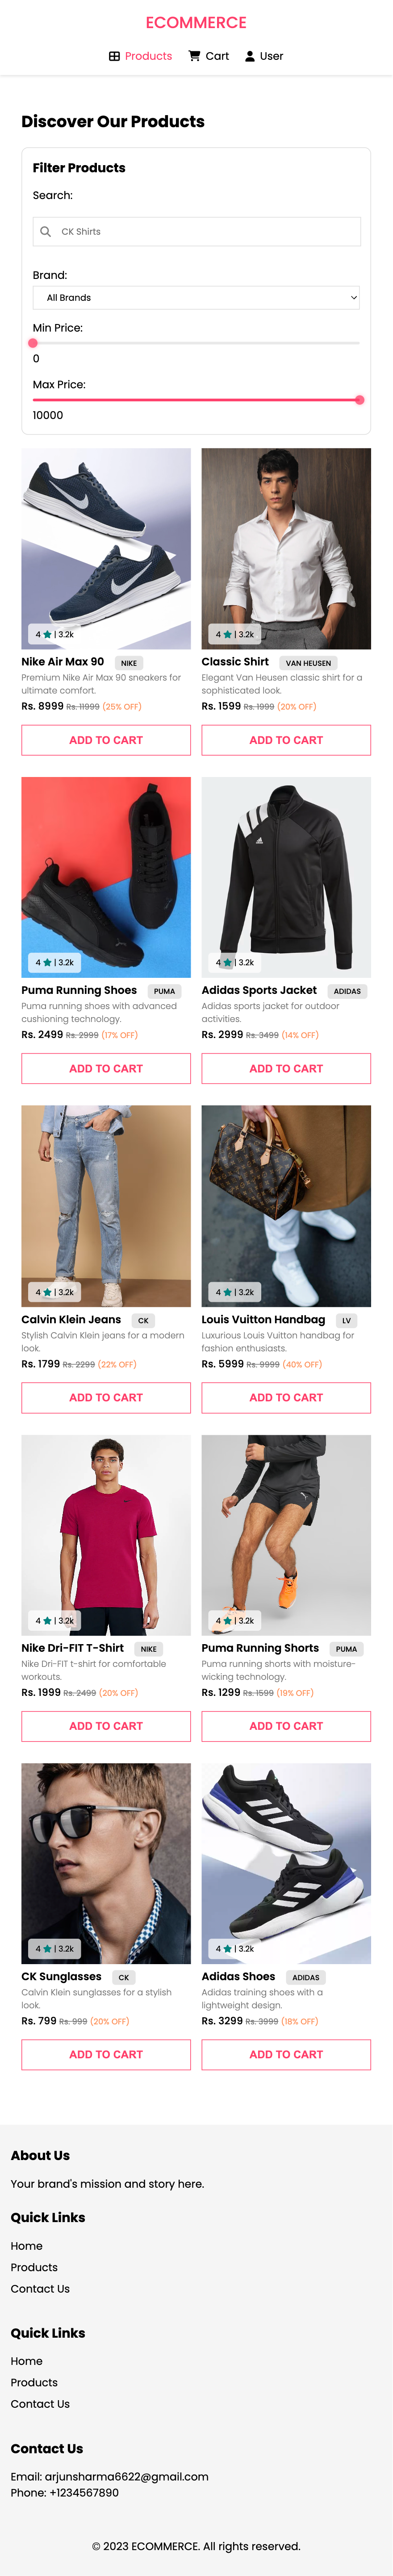 ECOMMERCE
Products Cart User
Discover Our Products
Filter Products
Search:
CK Shirts
Brand:
All Brands
Min Price:
0
Max Price:
10000
4 | 3.2k
Nike Air Max 90 NIKE
Premium Nike Air Max 90 sneakers for
ultimate comfort.
Rs. 8999 Rs. 11999 (25% OFF)
ADD TO CART
4 | 3.2k
Classic Shirt VAN HEUSEN
Elegant Van Heusen classic shirt for a
sophisticated look.
Rs. 1599 Rs. 1999 (20% OFF)
ADD TO CART
4 | 3.2k
Puma Running Shoes PUMA
Puma running shoes with advanced
cushioning technology.
Rs. 2499 Rs. 2999 (17% OFF)
ADD TO CART
4 | 3.2k
Adidas Sports Jacket ADIDAS
Adidas sports jacket for outdoor
activities.
Rs. 2999 Rs. 3499 (14% OFF)
ADD TO CART
4 | 3.2k
Calvin Klein Jeans CK
Stylish Calvin Klein jeans for a modern
look.
Rs. 1799 Rs. 2299 (22% OFF)
ADD TO CART
4 | 3.2k
Louis Vuitton Handbag LV
Luxurious Louis Vuitton handbag for
fashion enthusiasts.
Rs. 5999 Rs. 9999 (40% OFF)
ADD TO CART
4 | 3.2k
Nike Dri-FIT T-Shirt NIKE
Nike Dri-FIT t-shirt for comfortable
workouts.
Rs. 1999 Rs. 2499 (20% OFF)
ADD TO CART
4 | 3.2k
Puma Running Shorts PUMA
Puma running shorts with moisture-
wicking technology.
Rs. 1299 Rs. 1599 (19% OFF)
ADD TO CART
4 | 3.2k
CK Sunglasses CK
Calvin Klein sunglasses for a stylish
look.
Rs. 799 Rs. 999 (20% OFF)
ADD TO CART
4 | 3.2k
Adidas Shoes ADIDAS
Adidas training shoes with a
lightweight design.
Rs. 3299 Rs. 3999 (18% OFF)
ADD TO CART
About Us
Your brand's mission and story here.
Quick Links
Home
Products
Contact Us
Quick Links
Home
Products
Contact Us
Contact Us
Email: arjunsharma6622@gmail.com
Phone: +1234567890
© 2023 ECOMMERCE. All rights reserved.